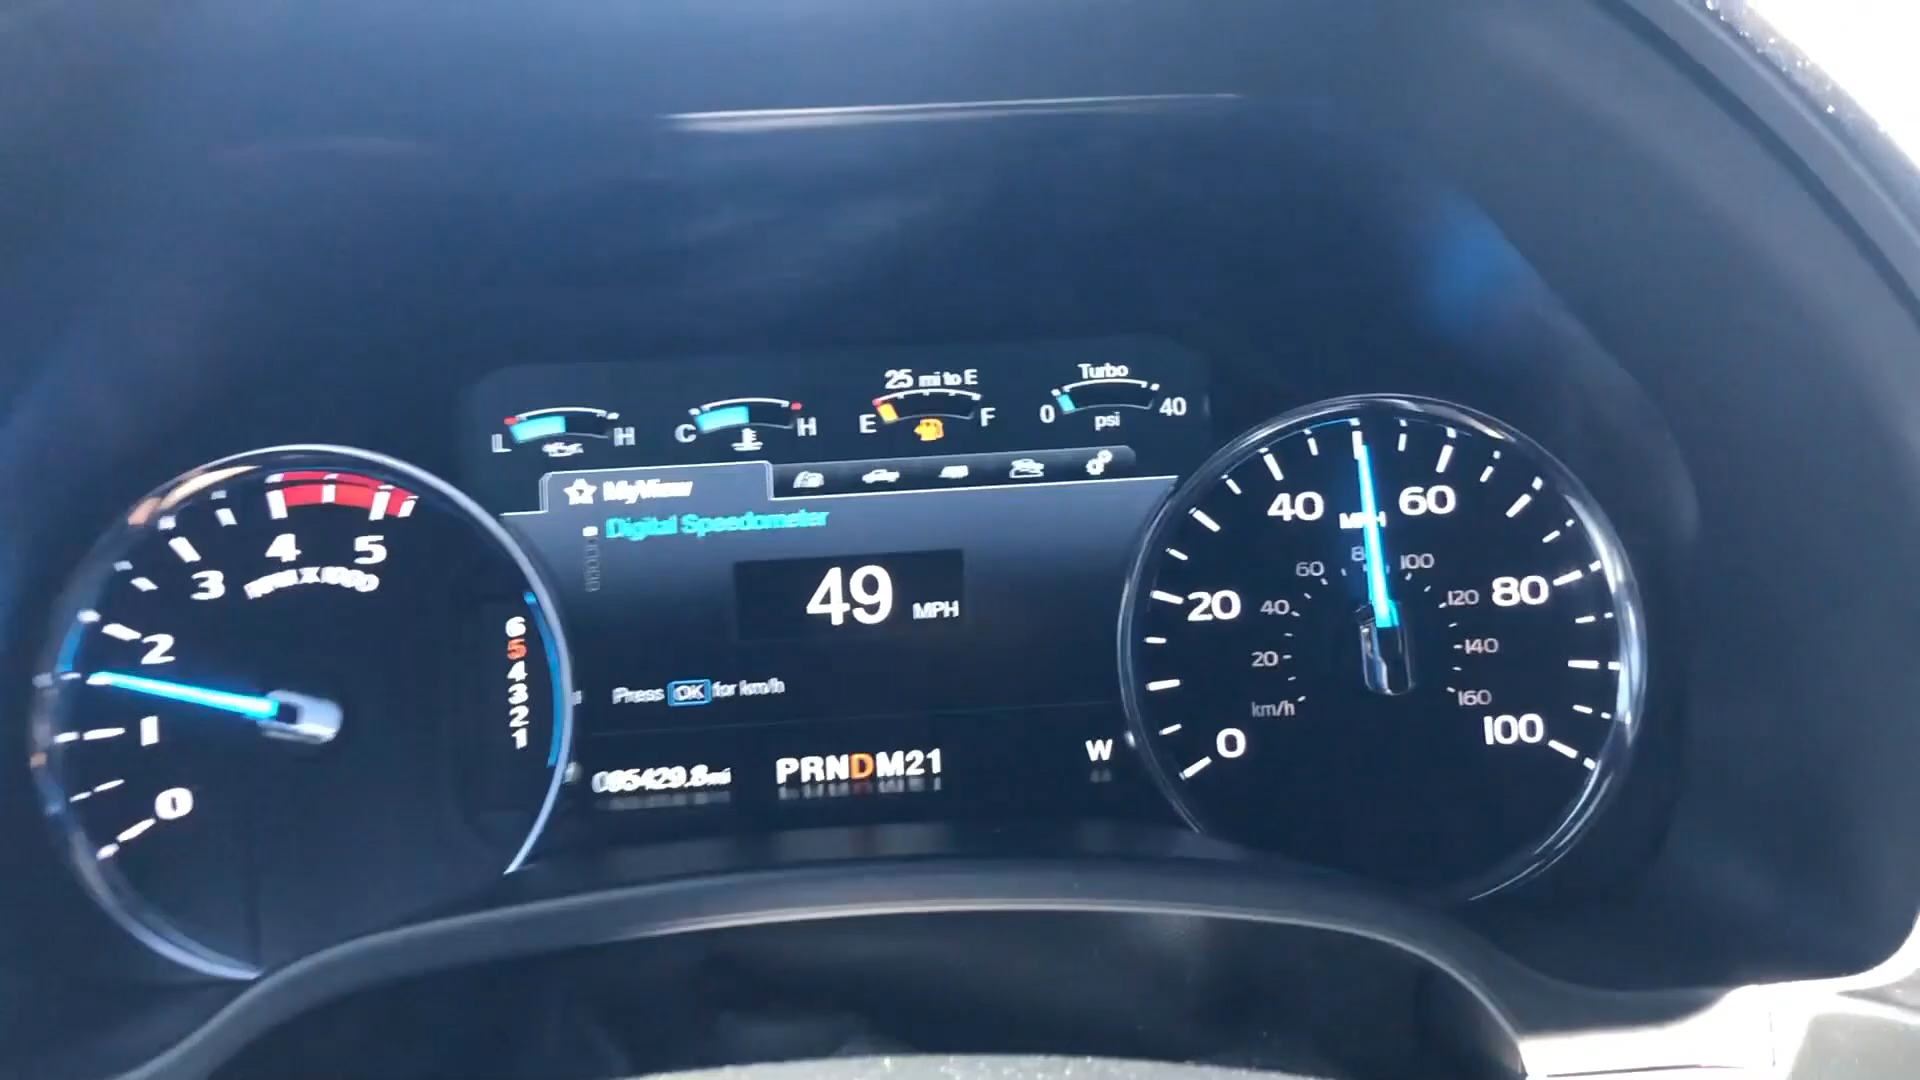 25 mi to E
Turbo
L H
C H
E F
0 40
psi
MyView
Digital Speedometer
49 MPH
Press OK for km/h
PRNDM21
W
0
1
2
3
4
5
6
5
4
3
2
1
0
20
40
60
80
100
MPH
20
40
60
100
120
140
160
km/h